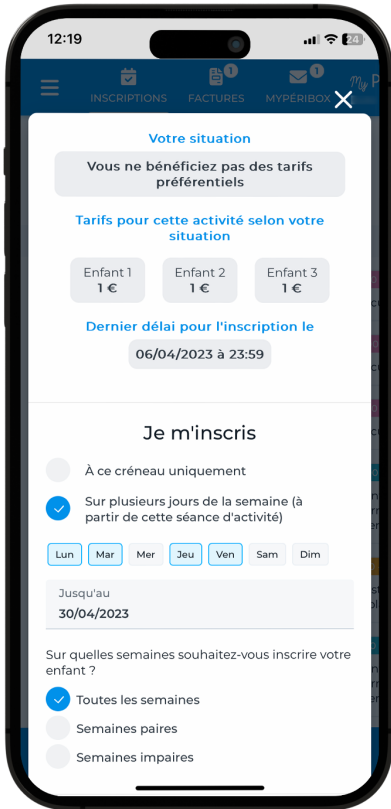 12:19
24
INSCRIPTIONS
1
FACTURES
1
MYPÉRIBOX
My P
Votre situation
Vous ne bénéficiez pas des tarifs
préférentiels
Tarifs pour cette activité selon votre
situation
Enfant 1
1 €
Enfant 2
1 €
Enfant 3
1 €
Dernier délai pour l'inscription le
06/04/2023 à 23:59
Je m'inscris
À ce créneau uniquement
Sur plusieurs jours de la semaine (à
partir de cette séance d'activité)
Lun Mar Mer Jeu Ven Sam Dim
Jusqu'au
30/04/2023
Sur quelles semaines souhaitez-vous inscrire votre
enfant ?
Toutes les semaines
Semaines paires
Semaines impaires